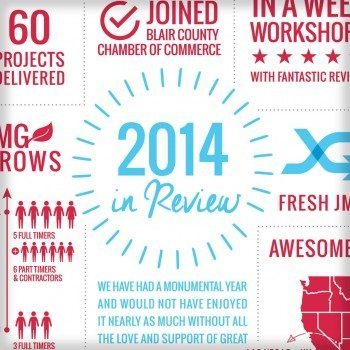 60
PROJECTS
DELIVERED
JOINED
BLAIR COUNTY
CHAMBER OF COMMERCE
IN A WEE
WORKSHOP
WITH FANTASTIC REVI
MG
ROWS
5 FULL TIMERS
+
6 PART TIMERS
& CONTRACTORS
3 FULL TIMERS
2014
in Review
WE HAVE HAD A MONUMENTAL YEAR
AND WOULD NOT HAVE ENJOYED
IT NEARLY AS MUCH WITHOUT ALL
THE LOVE AND SUPPORT OF GREAT
FRESH JM
AWESOME